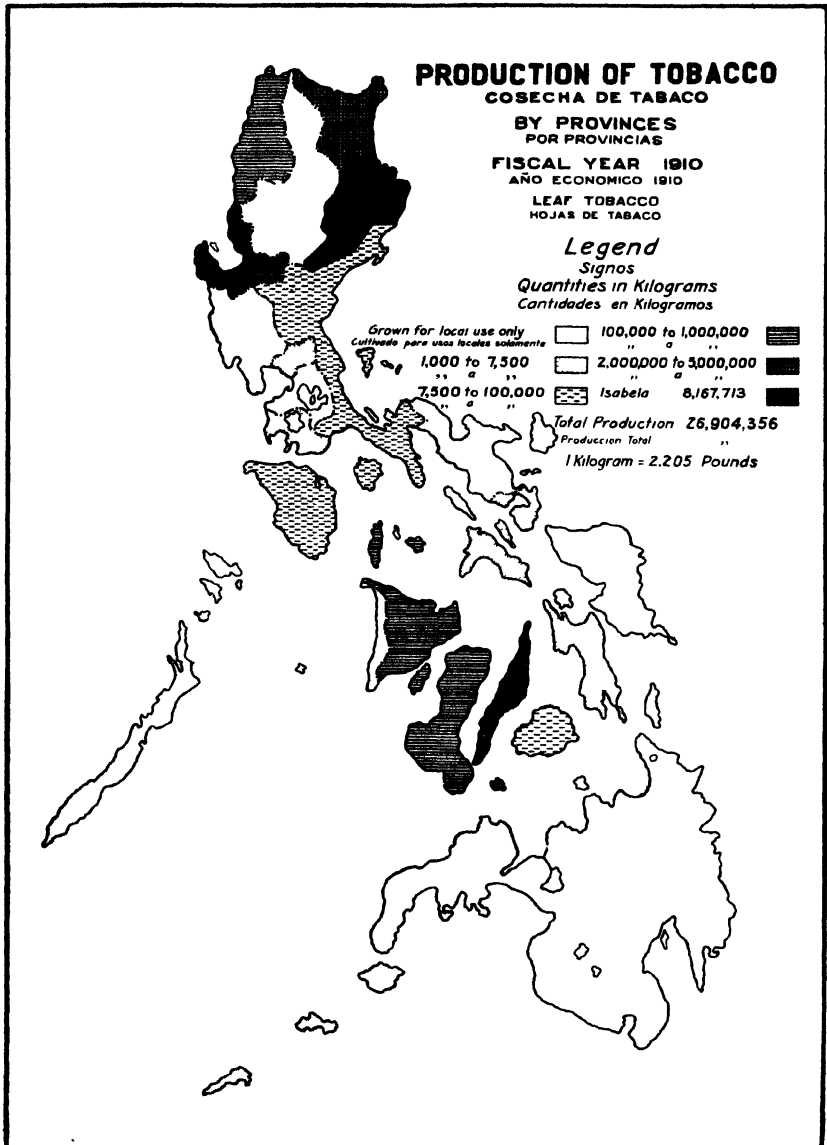 PRODUCTION OF TOBACCO
COSECHA DE TABACO
BY PROVINCES
POR PROVINCIAS
FISCAL YEAR 1910
AÑO ECONOMICO 1910
LEAF TOBACCO
HOJAS DE TABACO
Legend
Signos
Quantities in Kilograms
Cantidades en Kilogramos
Grown for local use only
Cultivado para usos locales solamente
1,000 to 7,500
,, a ,,
7,500 to 100,000
,, a ,,
100,000 to 1,000,000
,, a ,,
2,000,000 to 5,000,000
,, a ,,
Isabela 8,167,713
Total Production 26,904,356
Produccion Total ,,
1 Kilogram = 2.205 Pounds